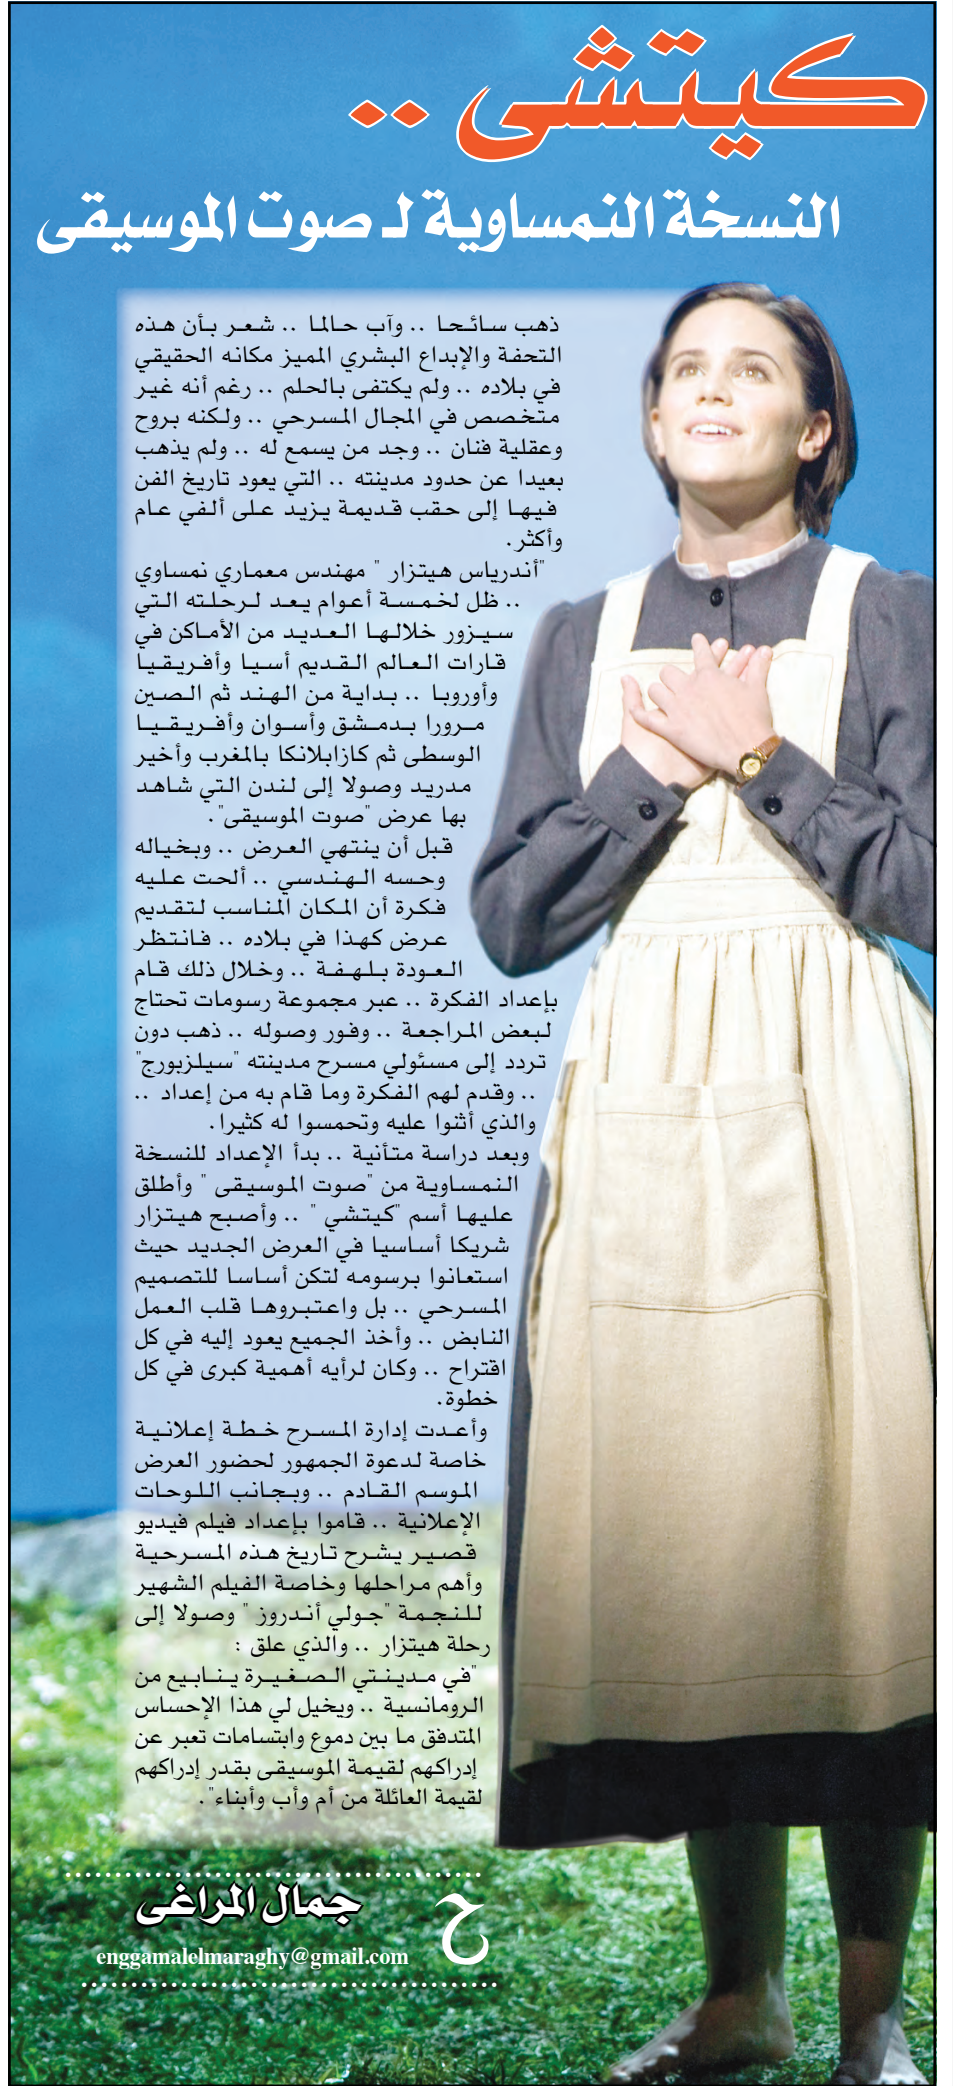 كيتشى ..
النسخة النمساوية لـ صوت الموسيقى
ذهب سائحا .. وآب حالما .. شعر بأن هذه
التحفة والإبداع البشري المميز مكانه الحقيقي
في بلاده .. ولم يكتفى بالحلم .. رغم أنه غير
متخصص في المجال المسرحي .. ولكنه بروح
وعقلية فنان .. وجد من يسمع له .. ولم يذهب
بعيدا عن حدود مدينته .. التي يعود تاريخ الفن
فيها إلى حقب قديمة يزيد على ألفي عام
وأكثر.
"أندرياس هيتزار " مهندس معماري نمساوي
.. ظل لخمسة أعوام يعد لرحلته التي
سيزور خلالها العديد من الأماكن في
قارات العالم القديم أسيا وأفريقيا
وأوروبا .. بداية من الهند ثم الصين
مرورا بدمشق وأسوان وأفريقيا
الوسطى ثم كازابلانكا بالمغرب وأخير
مدريد وصولا إلى لندن التي شاهد
بها عرض "صوت الموسيقى".
قبل أن ينتهي العرض .. وبخياله
وحسه الهندسي .. ألحت عليه
فكرة أن المكان المناسب لتقديم
عرض كهذا في بلاده .. فانتظر
العودة بلهفة .. وخلال ذلك قام
بإعداد الفكرة .. عبر مجموعة رسومات تحتاج
لبعض المراجعة .. وفور وصوله .. ذهب دون
تردد إلى مسئولي مسرح مدينته "سيلزبورج"
.. وقدم لهم الفكرة وما قام به من إعداد ..
والذي أثنوا عليه وتحمسوا له كثيرا.
وبعد دراسة متأنية .. بدأ الإعداد للنسخة
النمساوية من "صوت الموسيقى " وأطلق
عليها أسم "كيتشي " .. وأصبح هيتزار
شريكا أساسيا في العرض الجديد حيث
استعانوا برسومه لتكن أساسا للتصميم
المسرحي .. بل واعتبروها قلب العمل
النابض .. وأخذ الجميع يعود إليه في كل
اقتراح .. وكان لرأيه أهمية كبرى في كل
خطوة.
وأعدت إدارة المسرح خطة إعلانية
خاصة لدعوة الجمهور لحضور العرض
الموسم القادم .. وبجانب اللوحات
الإعلانية .. قاموا بإعداد فيلم فيديو
قصير يشرح تاريخ هذه المسرحية
وأهم مراحلها وخاصة الفيلم الشهير
للنجمة "جولي أندروز " وصولا إلى
رحلة هيتزار .. والذي علق :
"في مدينتي الصغيرة ينابيع من
الرومانسية .. ويخيل لي هذا الإحساس
المتدفق ما بين دموع وابتسامات تعبر عن
إدراكهم لقيمة الموسيقى بقدر إدراكهم
لقيمة العائلة من أم وأب وأبناء".
ح
جمال المراغى
enggamalelmaraghy@gmail.com